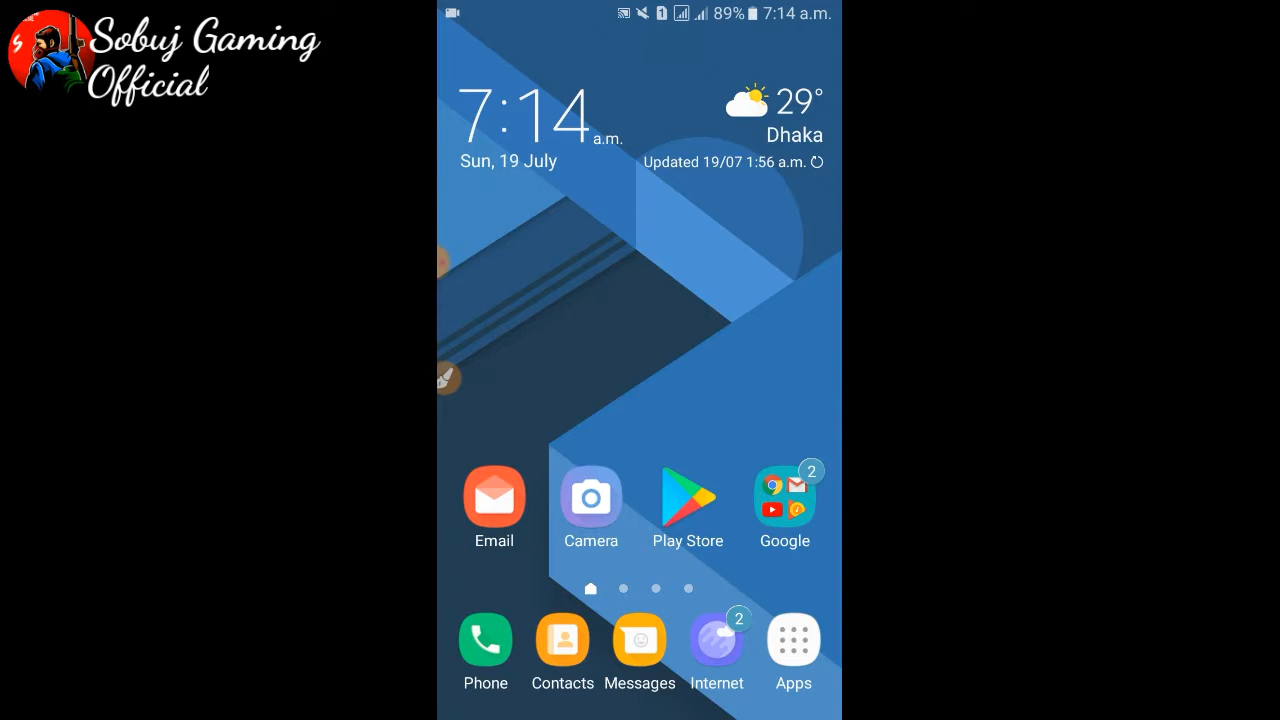 Sobuj Gaming
Official
1 89% 7:14 a.m.
7:14 a.m.
Sun, 19 July
29°
Dhaka
Updated 19/07 1:56 a.m.
2
Email Camera Play Store Google
2
Phone Contacts Messages Internet Apps